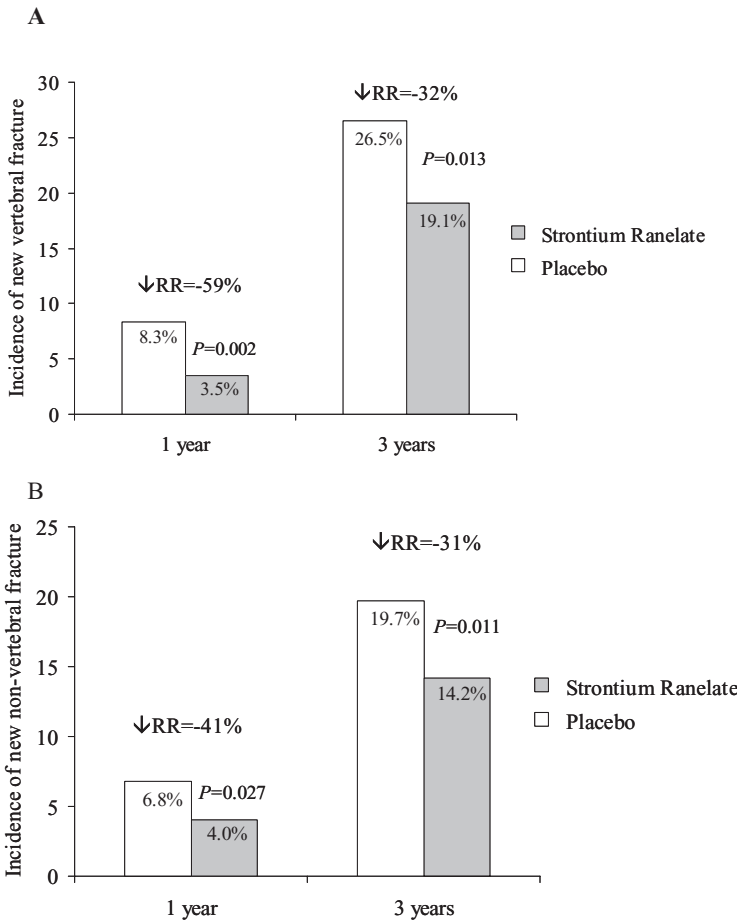 A
Incidence of new vertebral fracture
30
25
20
15
10
5
0
↓RR=-59%
8.3%
P=0.002
3.5%
↓RR=-32%
26.5%
P=0.013
19.1%
1 year
3 years
Strontium Ranelate
Placebo
B
Incidence of new non-vertebral fracture
25
20
15
10
5
0
↓RR=-41%
6.8%
P=0.027
4.0%
↓RR=-31%
19.7%
P=0.011
14.2%
1 year
3 years
Strontium Ranelate
Placebo